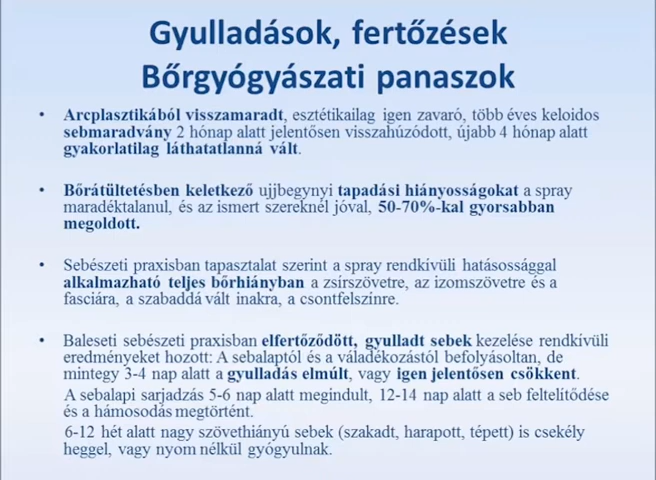 Gyulladások, fertőzések
Bőrgyógyászati panaszok
• Arcplasztikából visszamaradt, esztétikailag igen zavaró, több éves keloidos
sebmaradvány 2 hónap alatt jelentősen visszahúzódott, újabb 4 hónap alatt
gyakorlatilag láthatatlanná vált.
• Bőrátültetésben keletkező ujjbegynyi tapadási hiányosságokat a spray
maradéktalanul, és az ismert szereknél jóval, 50-70%-kal gyorsabban
megoldott.
• Sebészeti praxisban tapasztalat szerint a spray rendkívüli hatásossággal
alkalmazható teljes bőrhiányban a zsírszövetre, az izomszövetre és a
fasciára, a szabaddá vált inakra, a csontfelszínre.
• Baleseti sebészeti praxisban elfertőződött, gyulladt sebek kezelése rendkívüli
eredményeket hozott: A sebalaptól és a váladékozástól befolyásoltan, de
mintegy 3-4 nap alatt a gyulladás elmúlt, vagy igen jelentősen csökkent.
A sebalapi sarjadzás 5-6 nap alatt megindult, 12-14 nap alatt a seb feltelítődése
és a hámosodás megtörtént.
6-12 hét alatt nagy szövethiányú sebek (szakadt, harapott, tépett) is csekély
heggel, vagy nyom nélkül gyógyulnak.